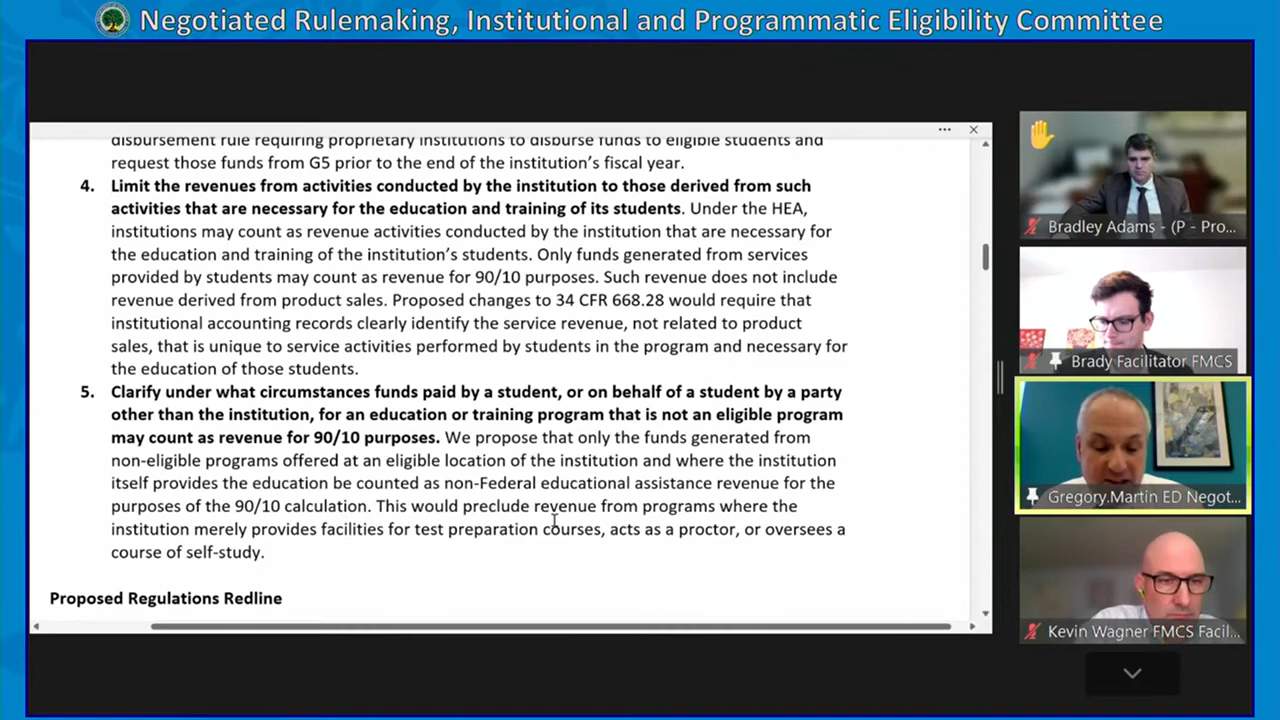 Negotiated Rulemaking, Institutional and Programmatic Eligibility Committee
disbursement rule requiring proprietary institutions to disburse funds to eligible students and
request those funds from G5 prior to the end of the institution's fiscal year.
4. Limit the revenues from activities conducted by the institution to those derived from such
activities that are necessary for the education and training of its students. Under the HEA,
institutions may count as revenue activities conducted by the institution that are necessary for
the education and training of the institution's students. Only funds generated from services
provided by students may count as revenue for 90/10 purposes. Such revenue does not include
revenue derived from product sales. Proposed changes to 34 CFR 668.28 would require that
institutional accounting records clearly identify the service revenue, not related to product
sales, that is unique to service activities performed by students in the program and necessary for
the education of those students.
5. Clarify under what circumstances funds paid by a student, or on behalf of a student by a party
other than the institution, for an education or training program that is not an eligible program
may count as revenue for 90/10 purposes. We propose that only the funds generated from
non-eligible programs offered at an eligible location of the institution and where the institution
itself provides the education be counted as non-Federal educational assistance revenue for the
purposes of the 90/10 calculation. This would preclude revenue from programs where the
institution merely provides facilities for test preparation courses, acts as a proctor, or oversees a
course of self-study.
Proposed Regulations Redline
Bradley Adams - (P - Pro...
Brady Facilitator FMCS
Gregory.Martin ED Negot...
Kevin Wagner FMCS Facil...